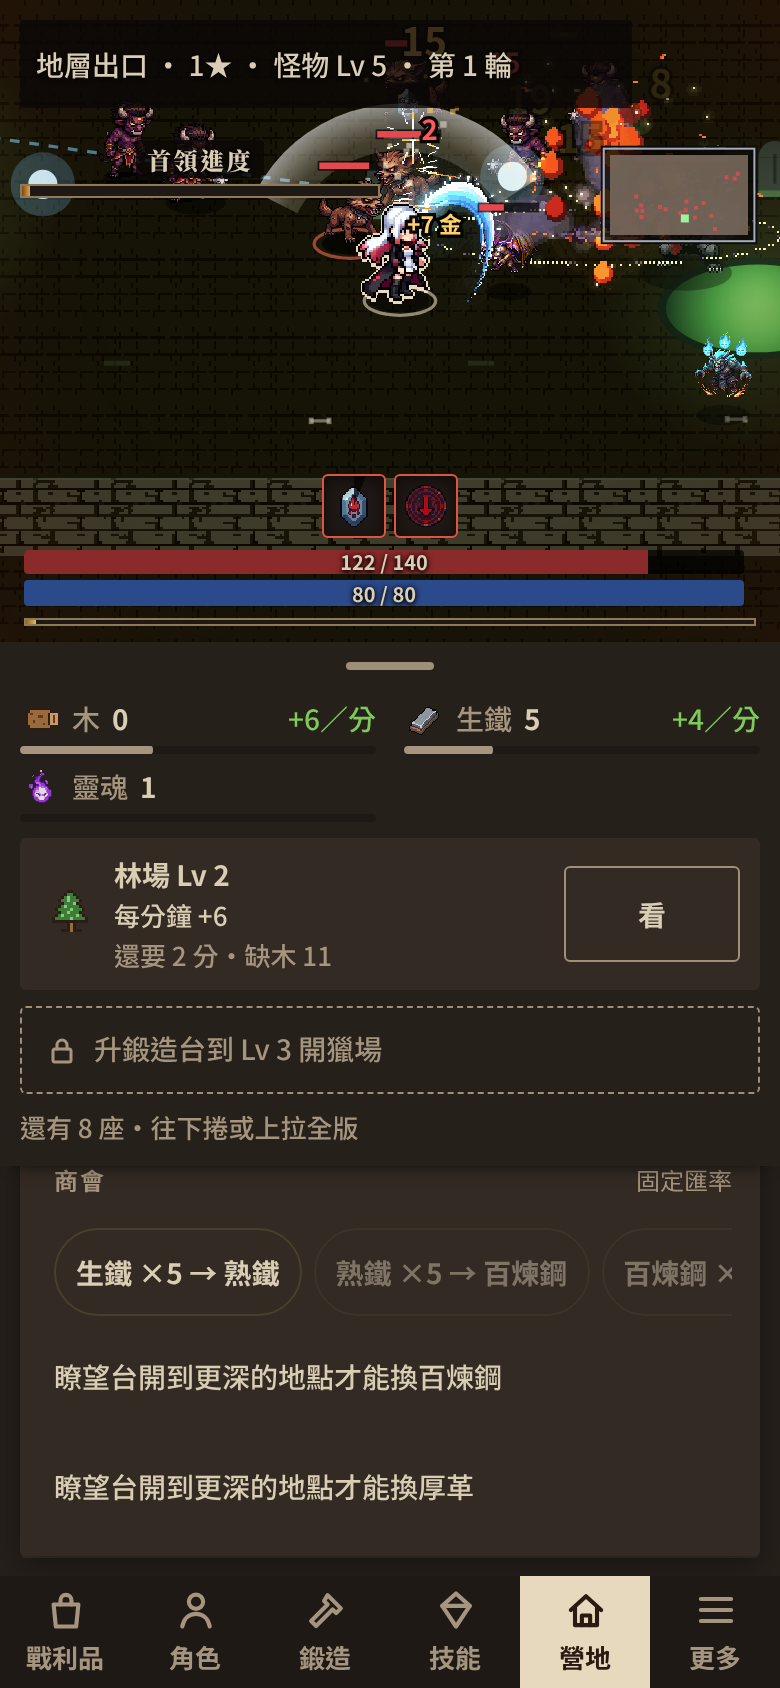 地層出口 · 1★ · 怪物 Lv 5 · 第 1 輪
15
8
2
首領進度
+7 金
122 / 140
80 / 80
木 0 +6／分
生鐵 5 +4／分
靈魂 1
林場 Lv 2
每分鐘 +6
還要 2 分·缺木 11
看
升鍛造台到 Lv 3 開獵場
還有 8 座·往下捲或上拉全版
商會
固定匯率
生鐵 ×5 → 熟鐵
熟鐵 ×5 → 百煉鋼
百煉鋼 ×
瞭望台開到更深的地點才能換百煉鋼
瞭望台開到更深的地點才能換厚革
戰利品
角色
鍛造
技能
營地
更多